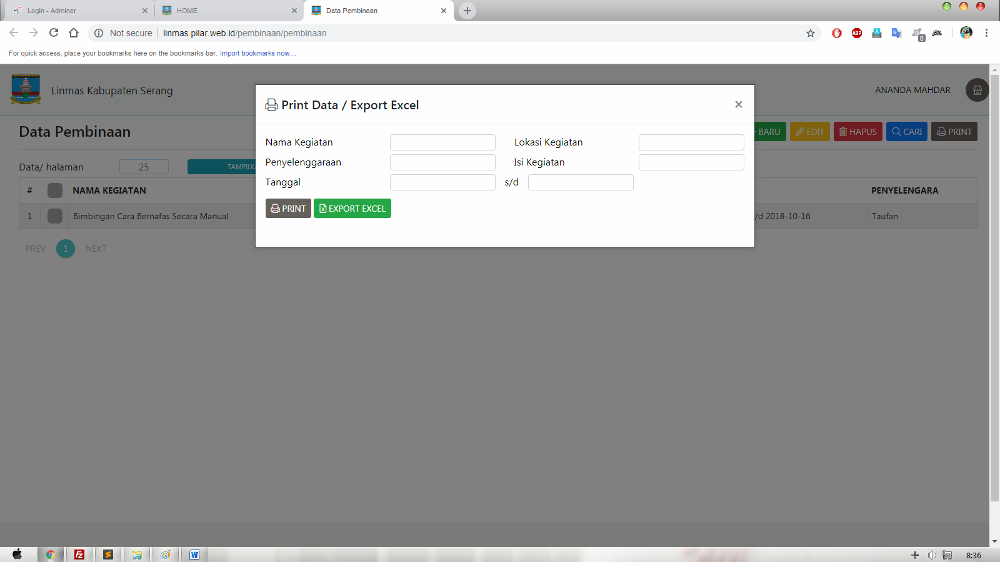 Login - Adminer
HOME
Data Pembinaan
Not secure
linmas.pilar.web.id/pembinaan/pembinaan
ABP
0
For quick access, place your bookmarks here on the bookmarks bar. Import bookmarks now...
Linmas Kabupaten Serang
ANANDA MAHDAR
Data Pembinaan
BARU
EDIT
HAPUS
CARI
PRINT
Data/ halaman
25
# NAMA KEGIATAN
PENYELENGARA
1 Bimbingan Cara Bernafas Secara Manual
/d 2018-10-16
Taufan
PREV
1
NEXT
Print Data / Export Excel
×
Nama Kegiatan
Lokasi Kegiatan
Penyelenggaraan
Isi Kegiatan
Tanggal
s/d
PRINT
EXPORT EXCEL
8:36